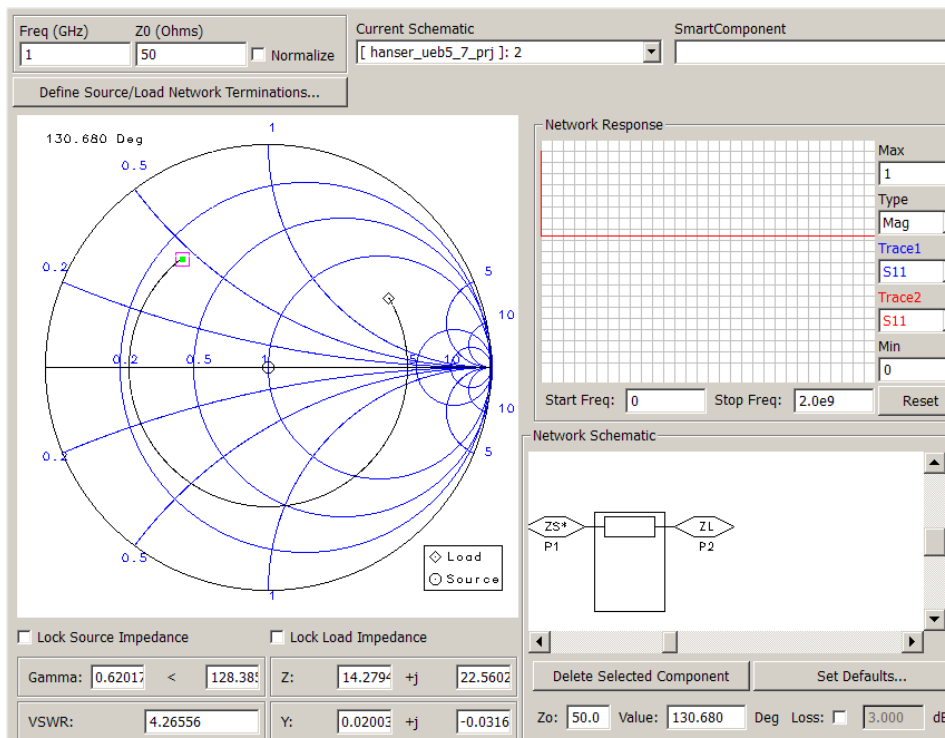 Freq (GHz) Z0 (Ohms) Current Schematic SmartComponent
1 50 Normalize [ hanser_ueb5_7_prj ]: 2
Define Source/Load Network Terminations...
130.680 Deg
1
0.5
0.2 5
10
0.2 0.5 1 5 10
10
0.2 5
0.5
1
Load
Source
Network Response
Max
1
Type
Mag
Trace1
S11
Trace2
S11
Min
0
Start Freq: 0 Stop Freq: 2.0e9 Reset
Network Schematic
ZS* ZL
P1 P2
Lock Source Impedance Lock Load Impedance
Gamma: 0.62017 < 128.385 Z: 14.2794 +j 22.5602
VSWR: 4.26556 Y: 0.02003 +j -0.0316
Delete Selected Component Set Defaults...
Zo: 50.0 Value: 130.680 Deg Loss: 3.000 dB